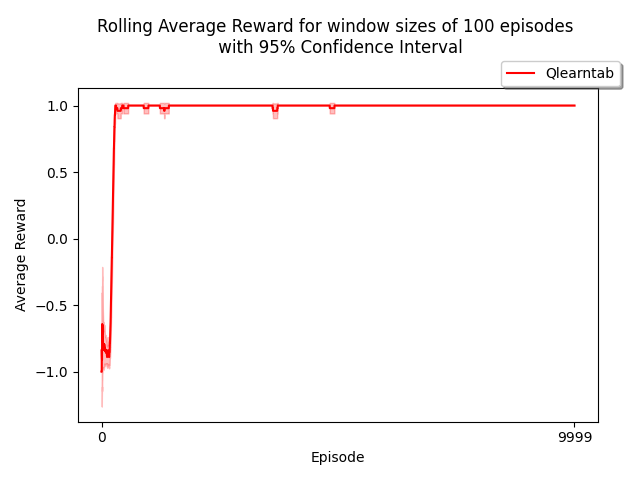 Rolling Average Reward for window sizes of 100 episodes
with 95% Confidence Interval
Qlearntab
1.0
0.5
0.0
−0.5
−1.0
Average Reward
0
9999
Episode